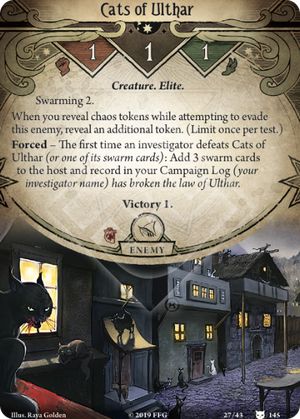 Cats of Ulthar
1 1 1
Creature. Elite.
Swarming 2.
When you reveal chaos tokens while attempting to evade
this enemy, reveal an additional token. (Limit once per test.)
Forced – The first time an investigator defeats Cats of
Ulthar (or one of its swarm cards): Add 3 swarm cards
to the host and record in your Campaign Log (your
investigator name) has broken the law of Ulthar.
Victory 1.
ENEMY
Illus. Raya Golden © 2019 FFG 27/43 145